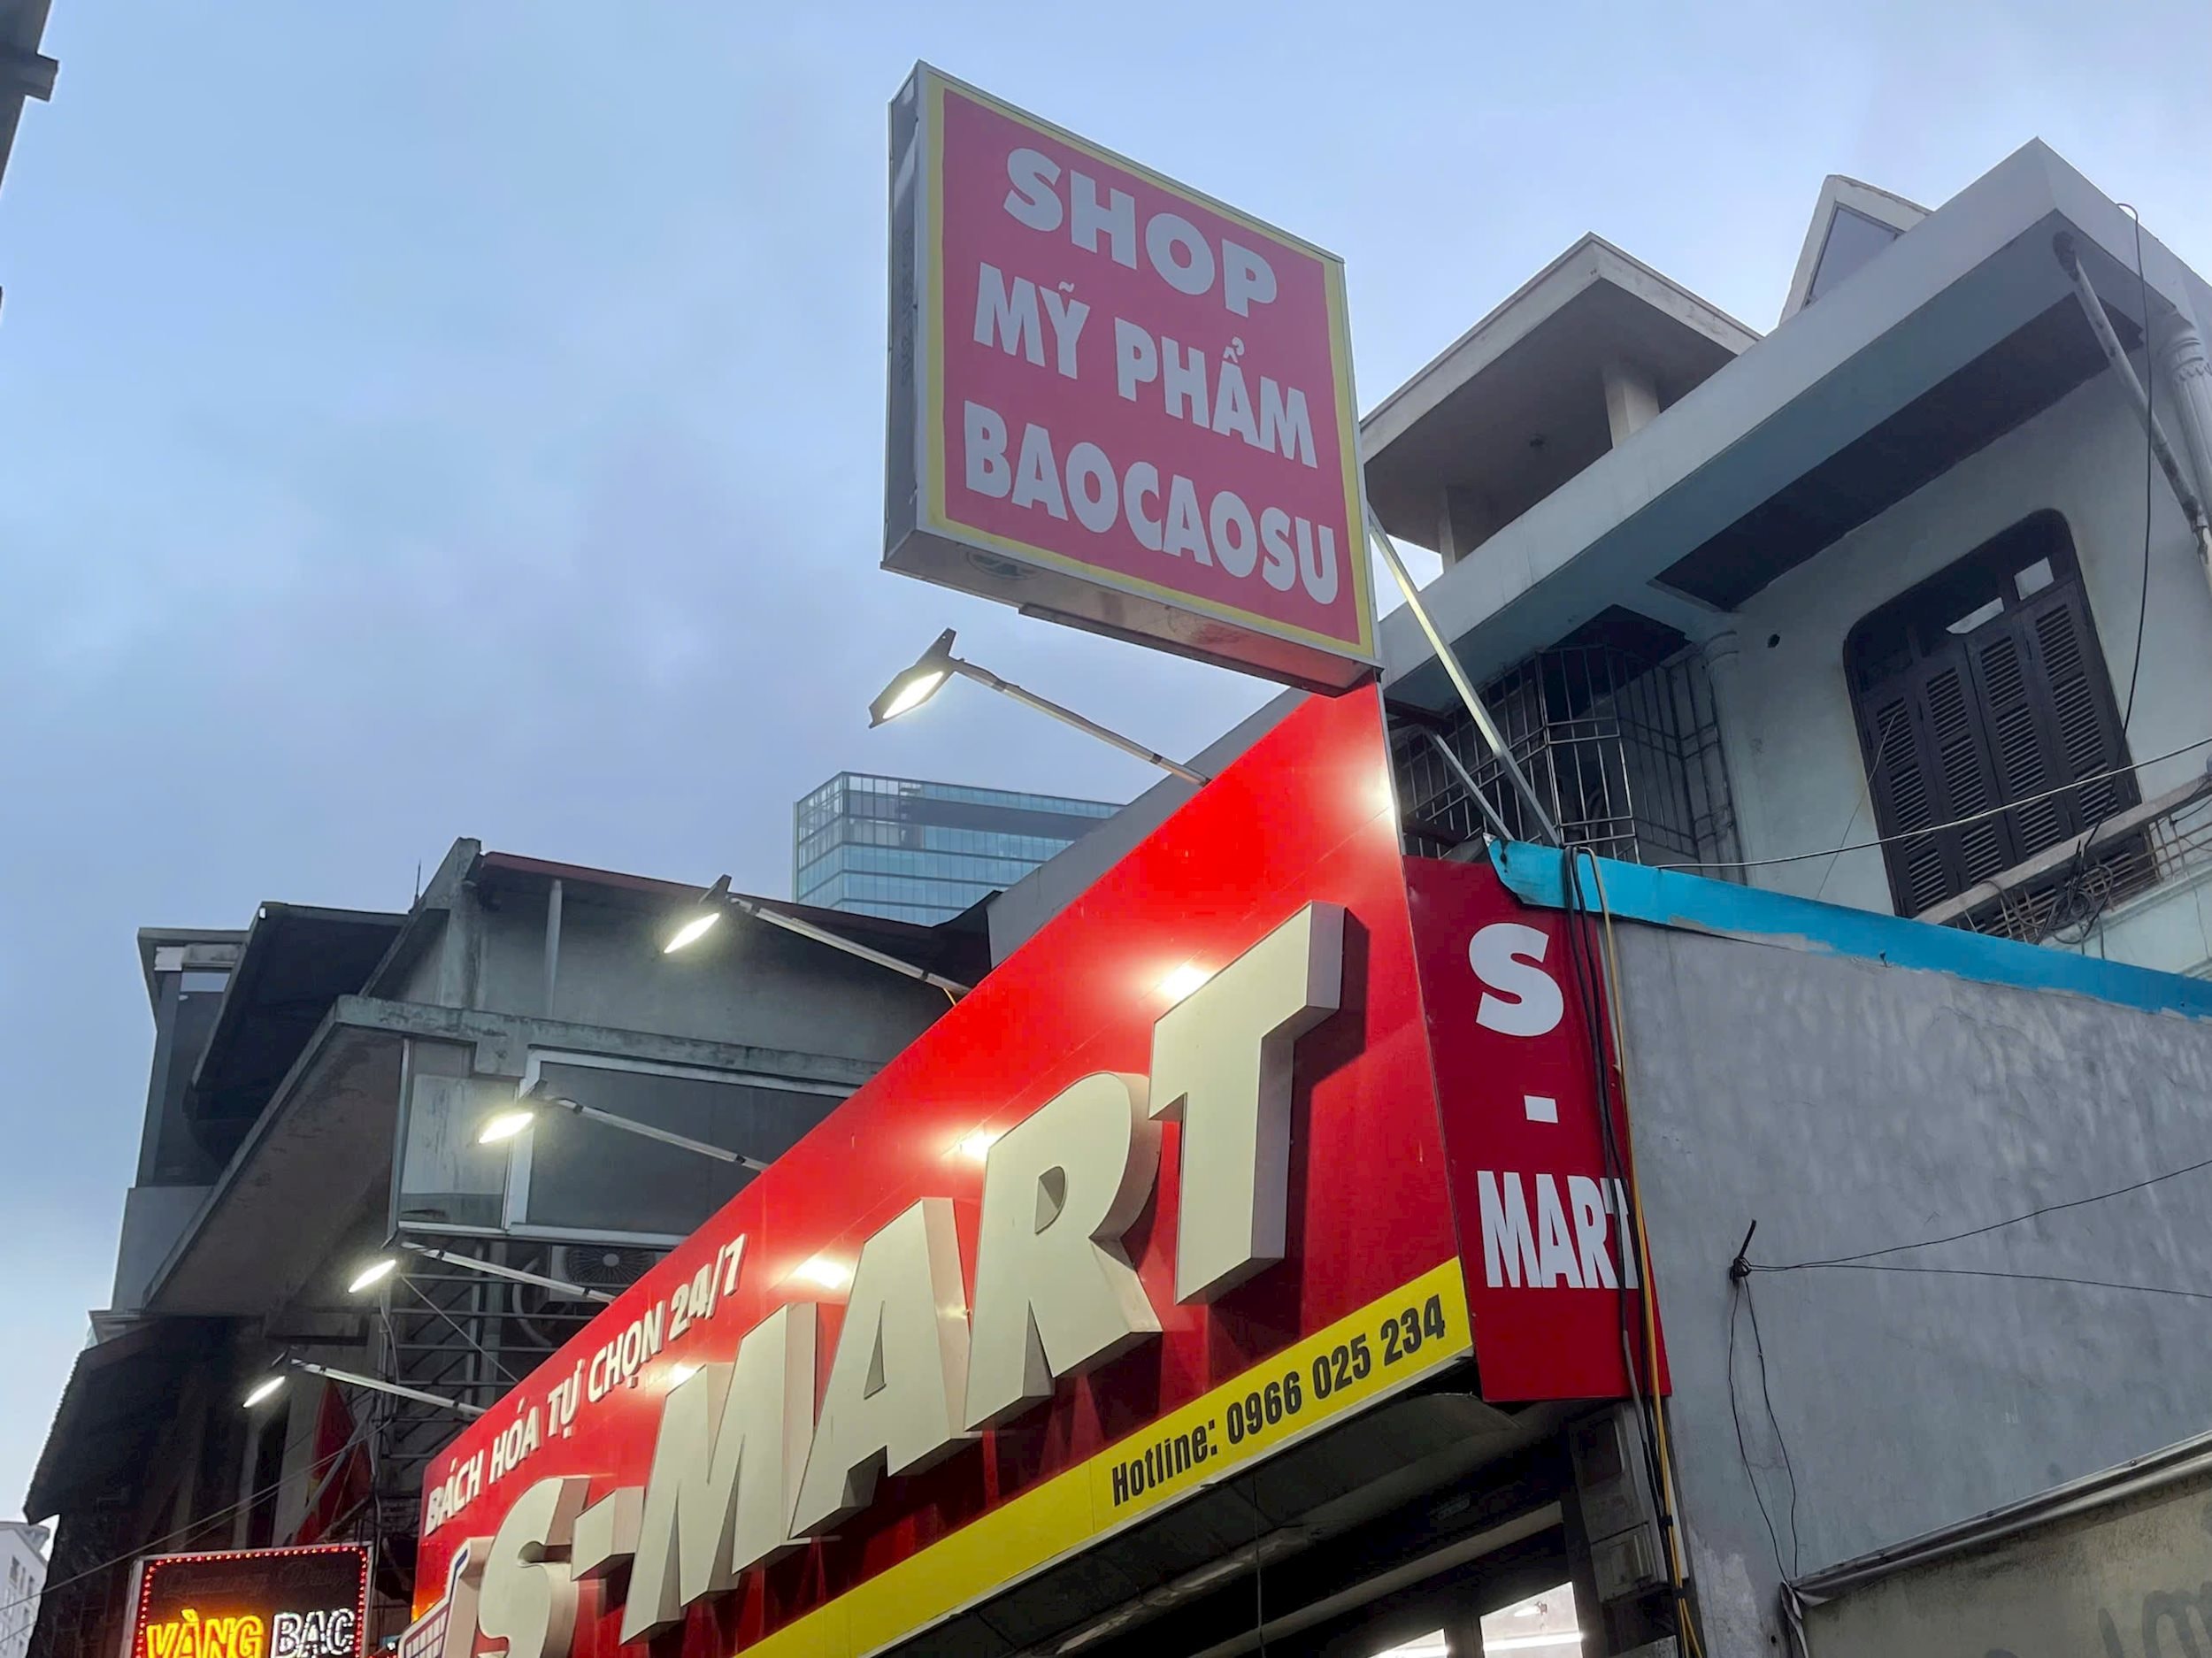 SHOP
MỸ PHẨM
BAOCAOSU
BÁCH HÓA TỰ CHỌN 24/7
S-MART
Hotline: 0966 025 234
S
-
MART
VÀNG BẠC